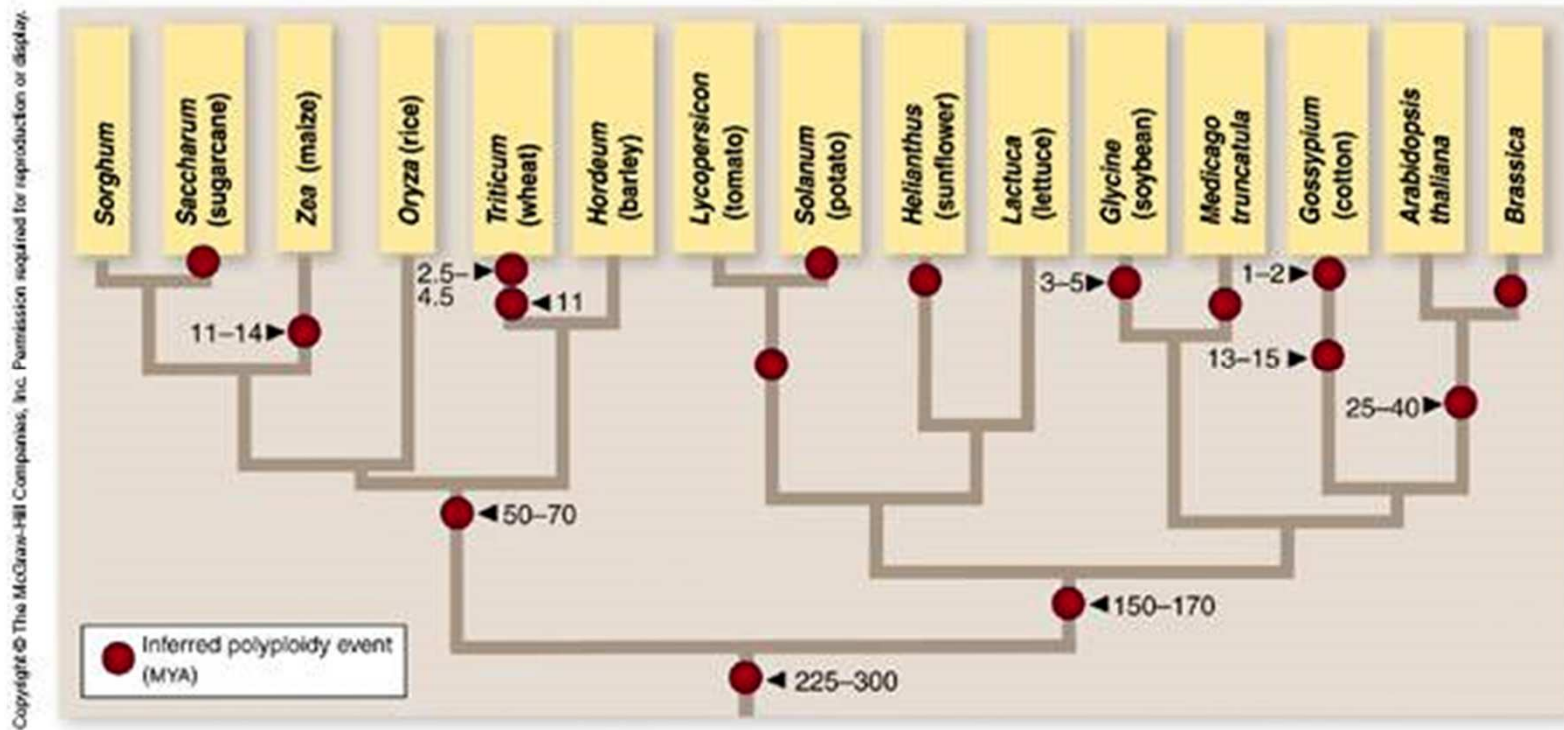 Copyright © The McGraw-Hill Companies, Inc. Permission required for reproduction or display.
Sorghum
Saccharum
(sugarcane)
Zea (maize)
Oryza (rice)
Triticum
(wheat)
Hordeum
(barley)
Lycopersicon
(tomato)
Solanum
(potato)
Helianthus
(sunflower)
Lactuca
(lettuce)
Glycine
(soybean)
Medicago
truncatula
Gossypium
(cotton)
Arabidopsis
thaliana
Brassica
2.5–
4.5
11
3–5
1–2
11–14
13–15
25–40
50–70
150–170
225–300
Inferred polyploidy event
(MYA)